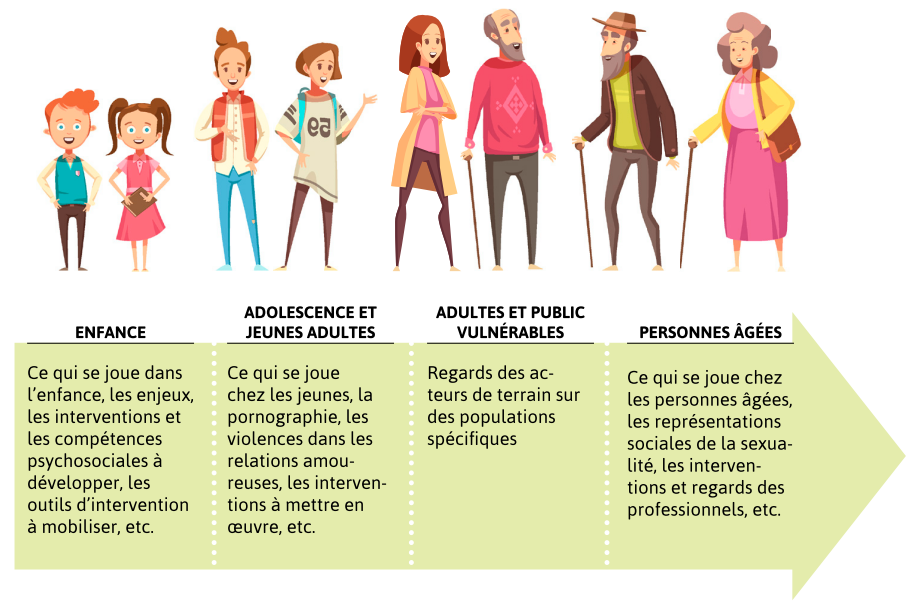 ENFANCE
Ce qui se joue dans
l’enfance, les enjeux,
les interventions et
les compétences
psychosociales à
développer, les
outils d’intervention
à mobiliser, etc.
ADOLESCENCE ET
JEUNES ADULTES
Ce qui se joue
chez les jeunes, la
pornographie, les
violences dans les
relations amou-
reuses, les interven-
tions à mettre en
œuvre, etc.
ADULTES ET PUBLIC
VULNÉRABLES
Regards des ac-
teurs de terrain sur
des populations
spécifiques
PERSONNES ÂGÉES
Ce qui se joue chez
les personnes âgées,
les représentations
sociales de la sexua-
lité, les interven-
tions et regards des
professionnels, etc.